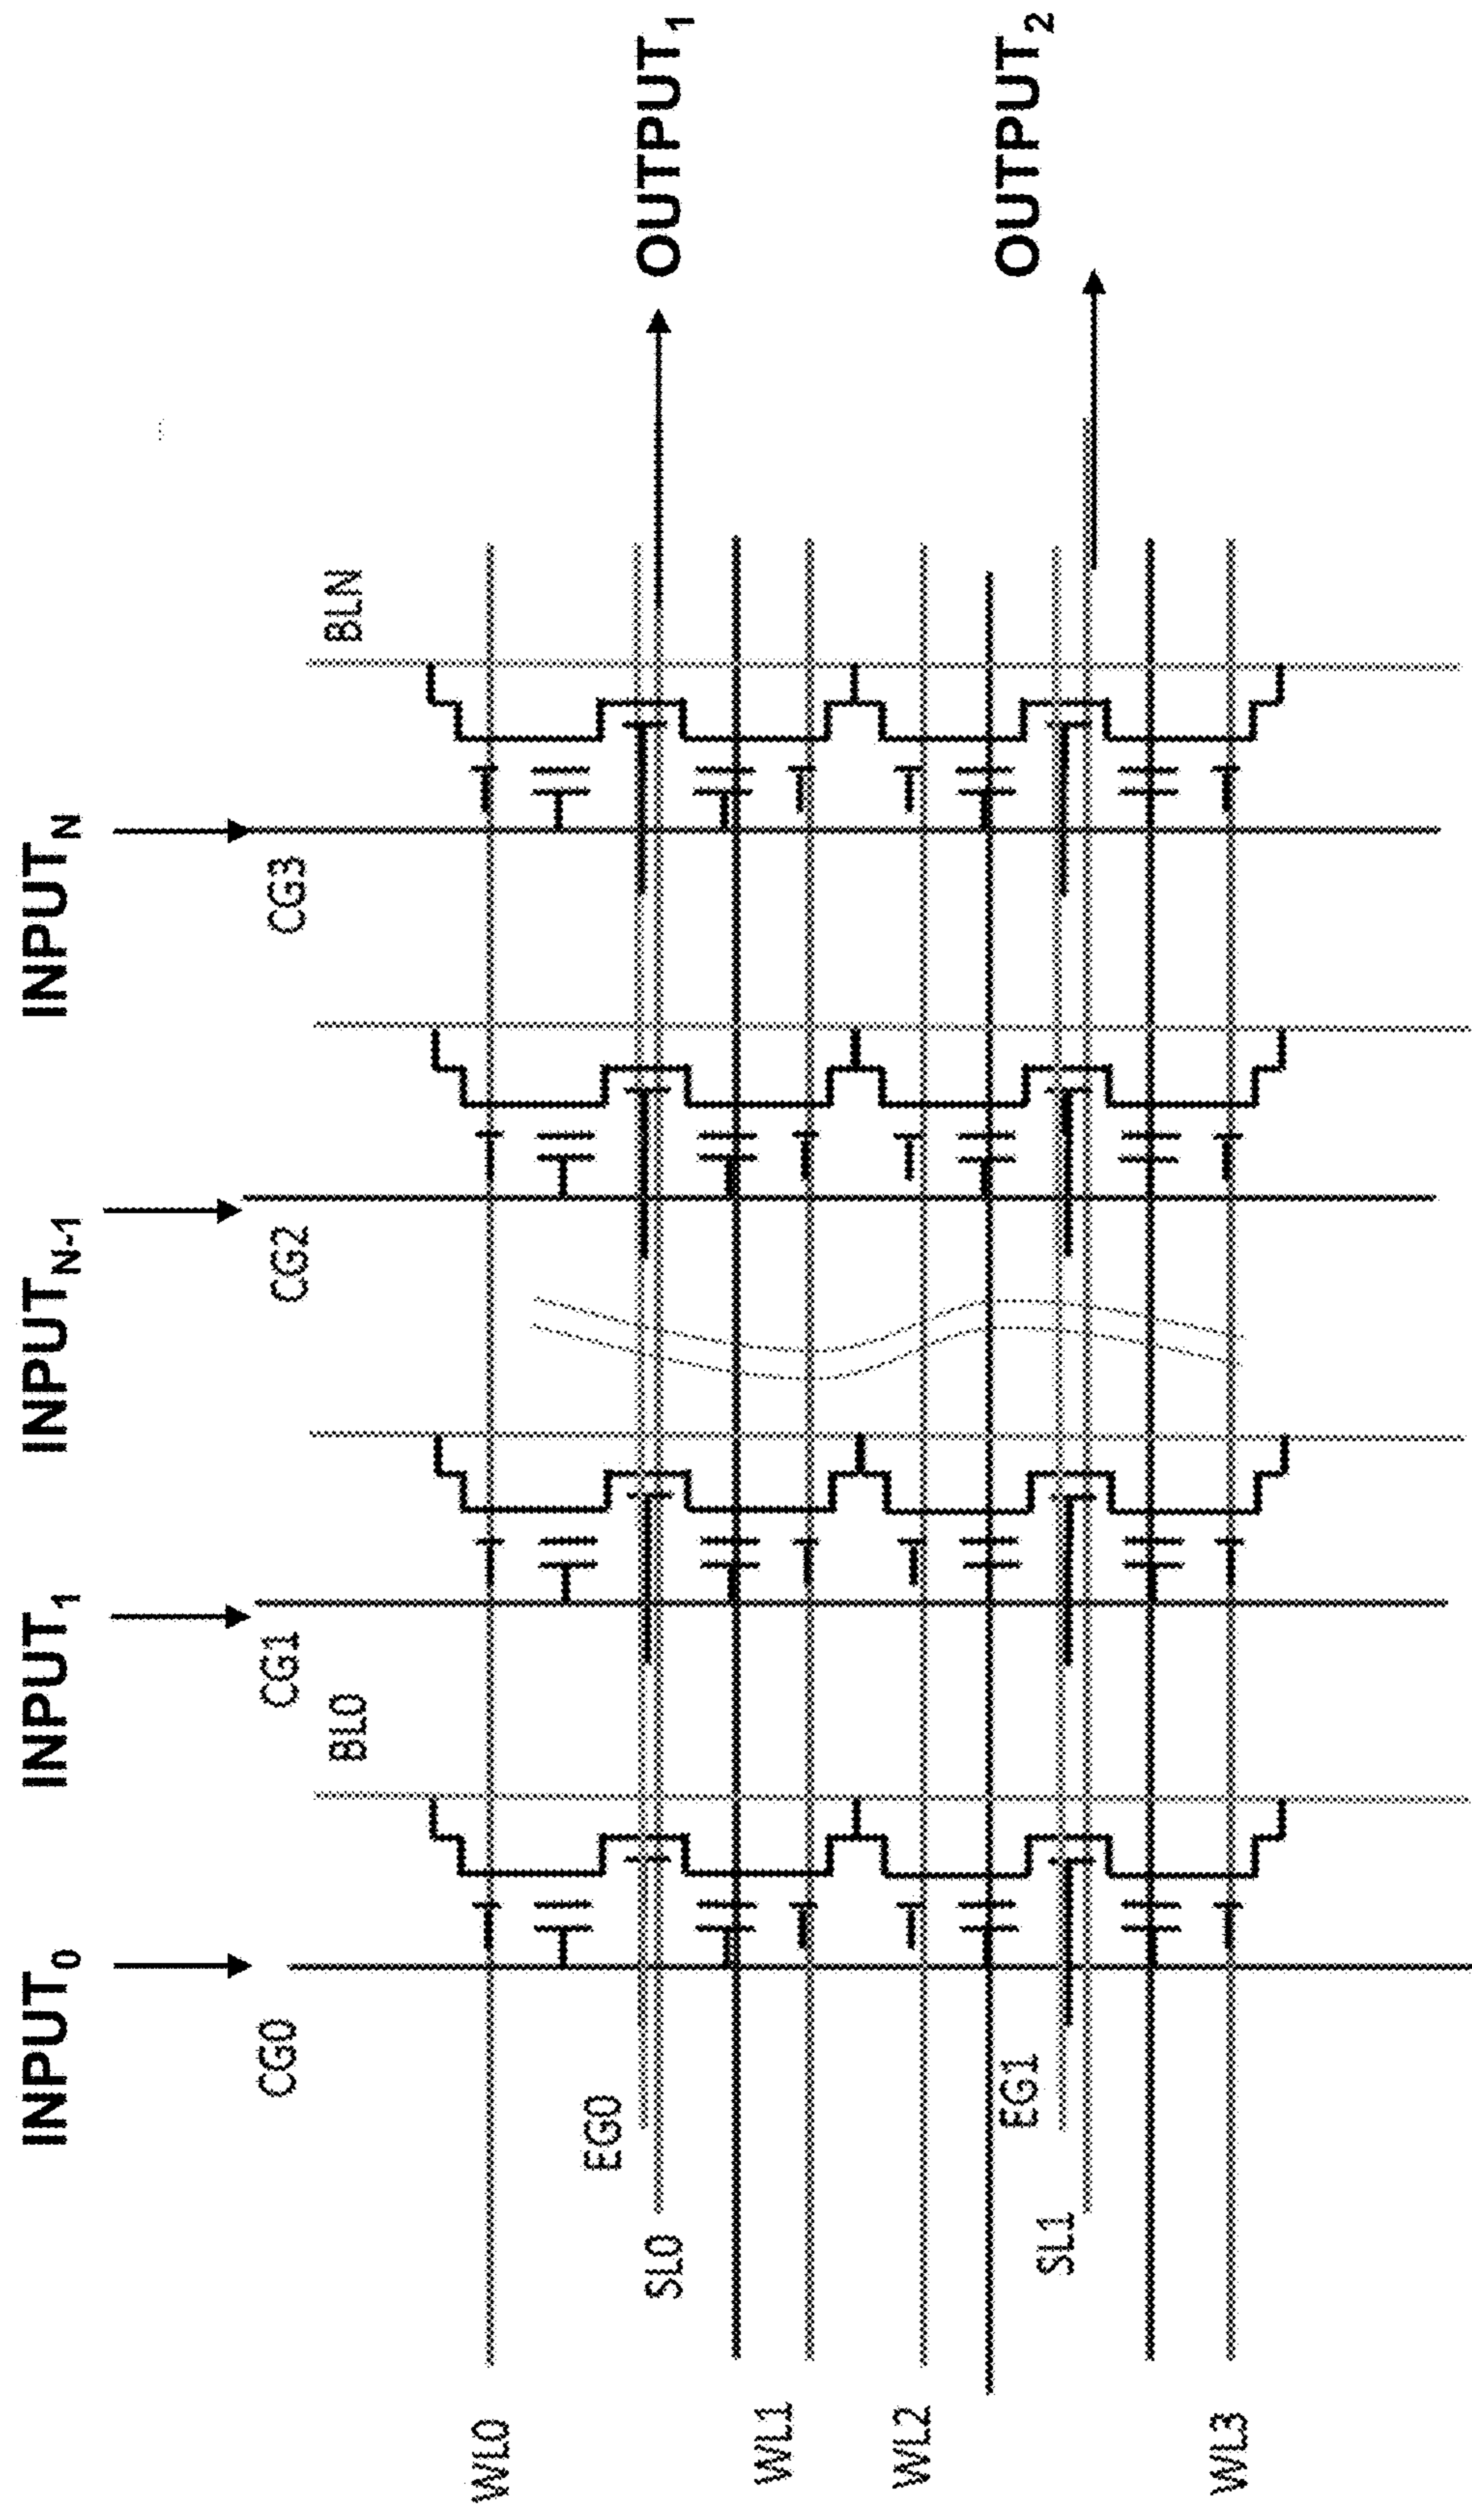 INPUT0
INPUT1
INPUTN-1
INPUTN
CG0
CG1
CG2
CG3
BL0
BLN
WL0
EG0
SL0
OUTPUT1
WL1
WL2
EG1
SL1
OUTPUT2
WL3